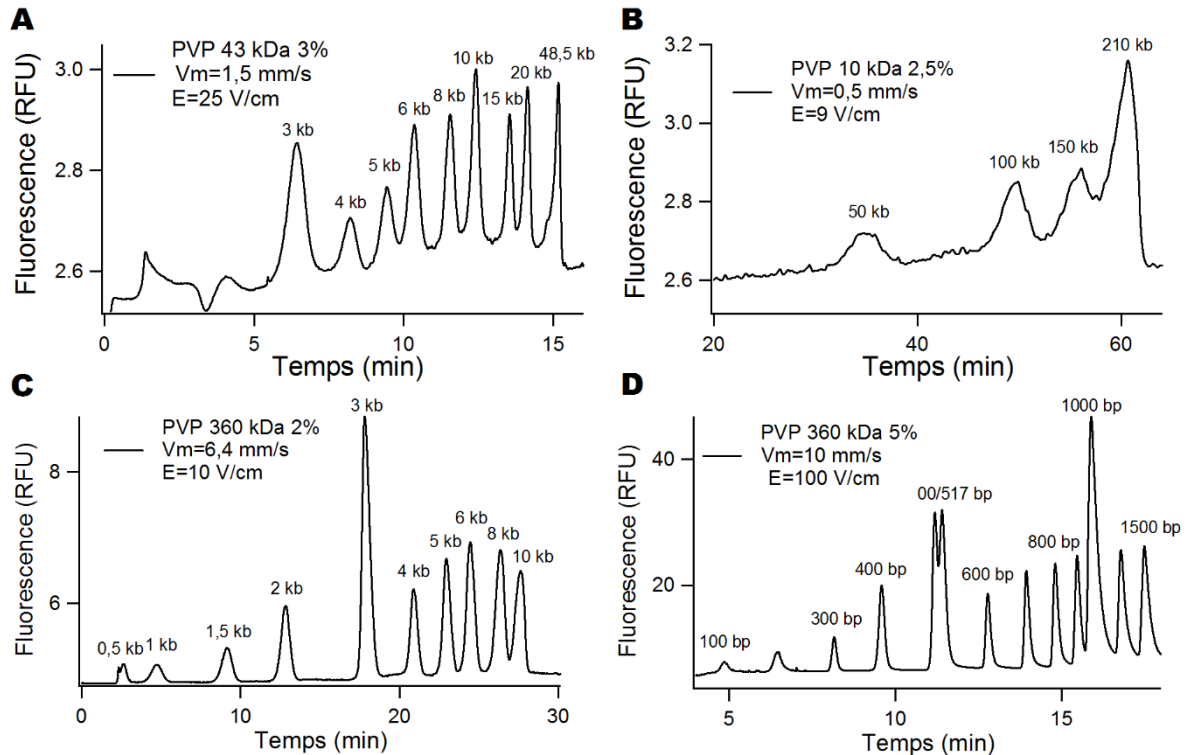 A
PVP 43 kDa 3%
Vm=1,5 mm/s
E=25 V/cm
3 kb
4 kb
5 kb
6 kb
8 kb
10 kb
15 kb
20 kb
48,5 kb
3.0
2.8
2.6
Fluorescence (RFU)
0
5
10
15
Temps (min)
B
PVP 10 kDa 2,5%
Vm=0,5 mm/s
E=9 V/cm
50 kb
100 kb
150 kb
210 kb
3.2
3.0
2.8
2.6
Fluorescence (RFU)
20
40
60
Temps (min)
C
PVP 360 kDa 2%
Vm=6,4 mm/s
E=10 V/cm
0,5 kb
1 kb
1,5 kb
2 kb
3 kb
4 kb
5 kb
6 kb
8 kb
10 kb
8
6
Fluorescence (RFU)
0
10
20
30
Temps (min)
D
PVP 360 kDa 5%
Vm=10 mm/s
E=100 V/cm
100 bp
300 bp
400 bp
00/517 bp
600 bp
800 bp
1000 bp
1500 bp
40
20
Fluorescence (RFU)
5
10
15
Temps (min)